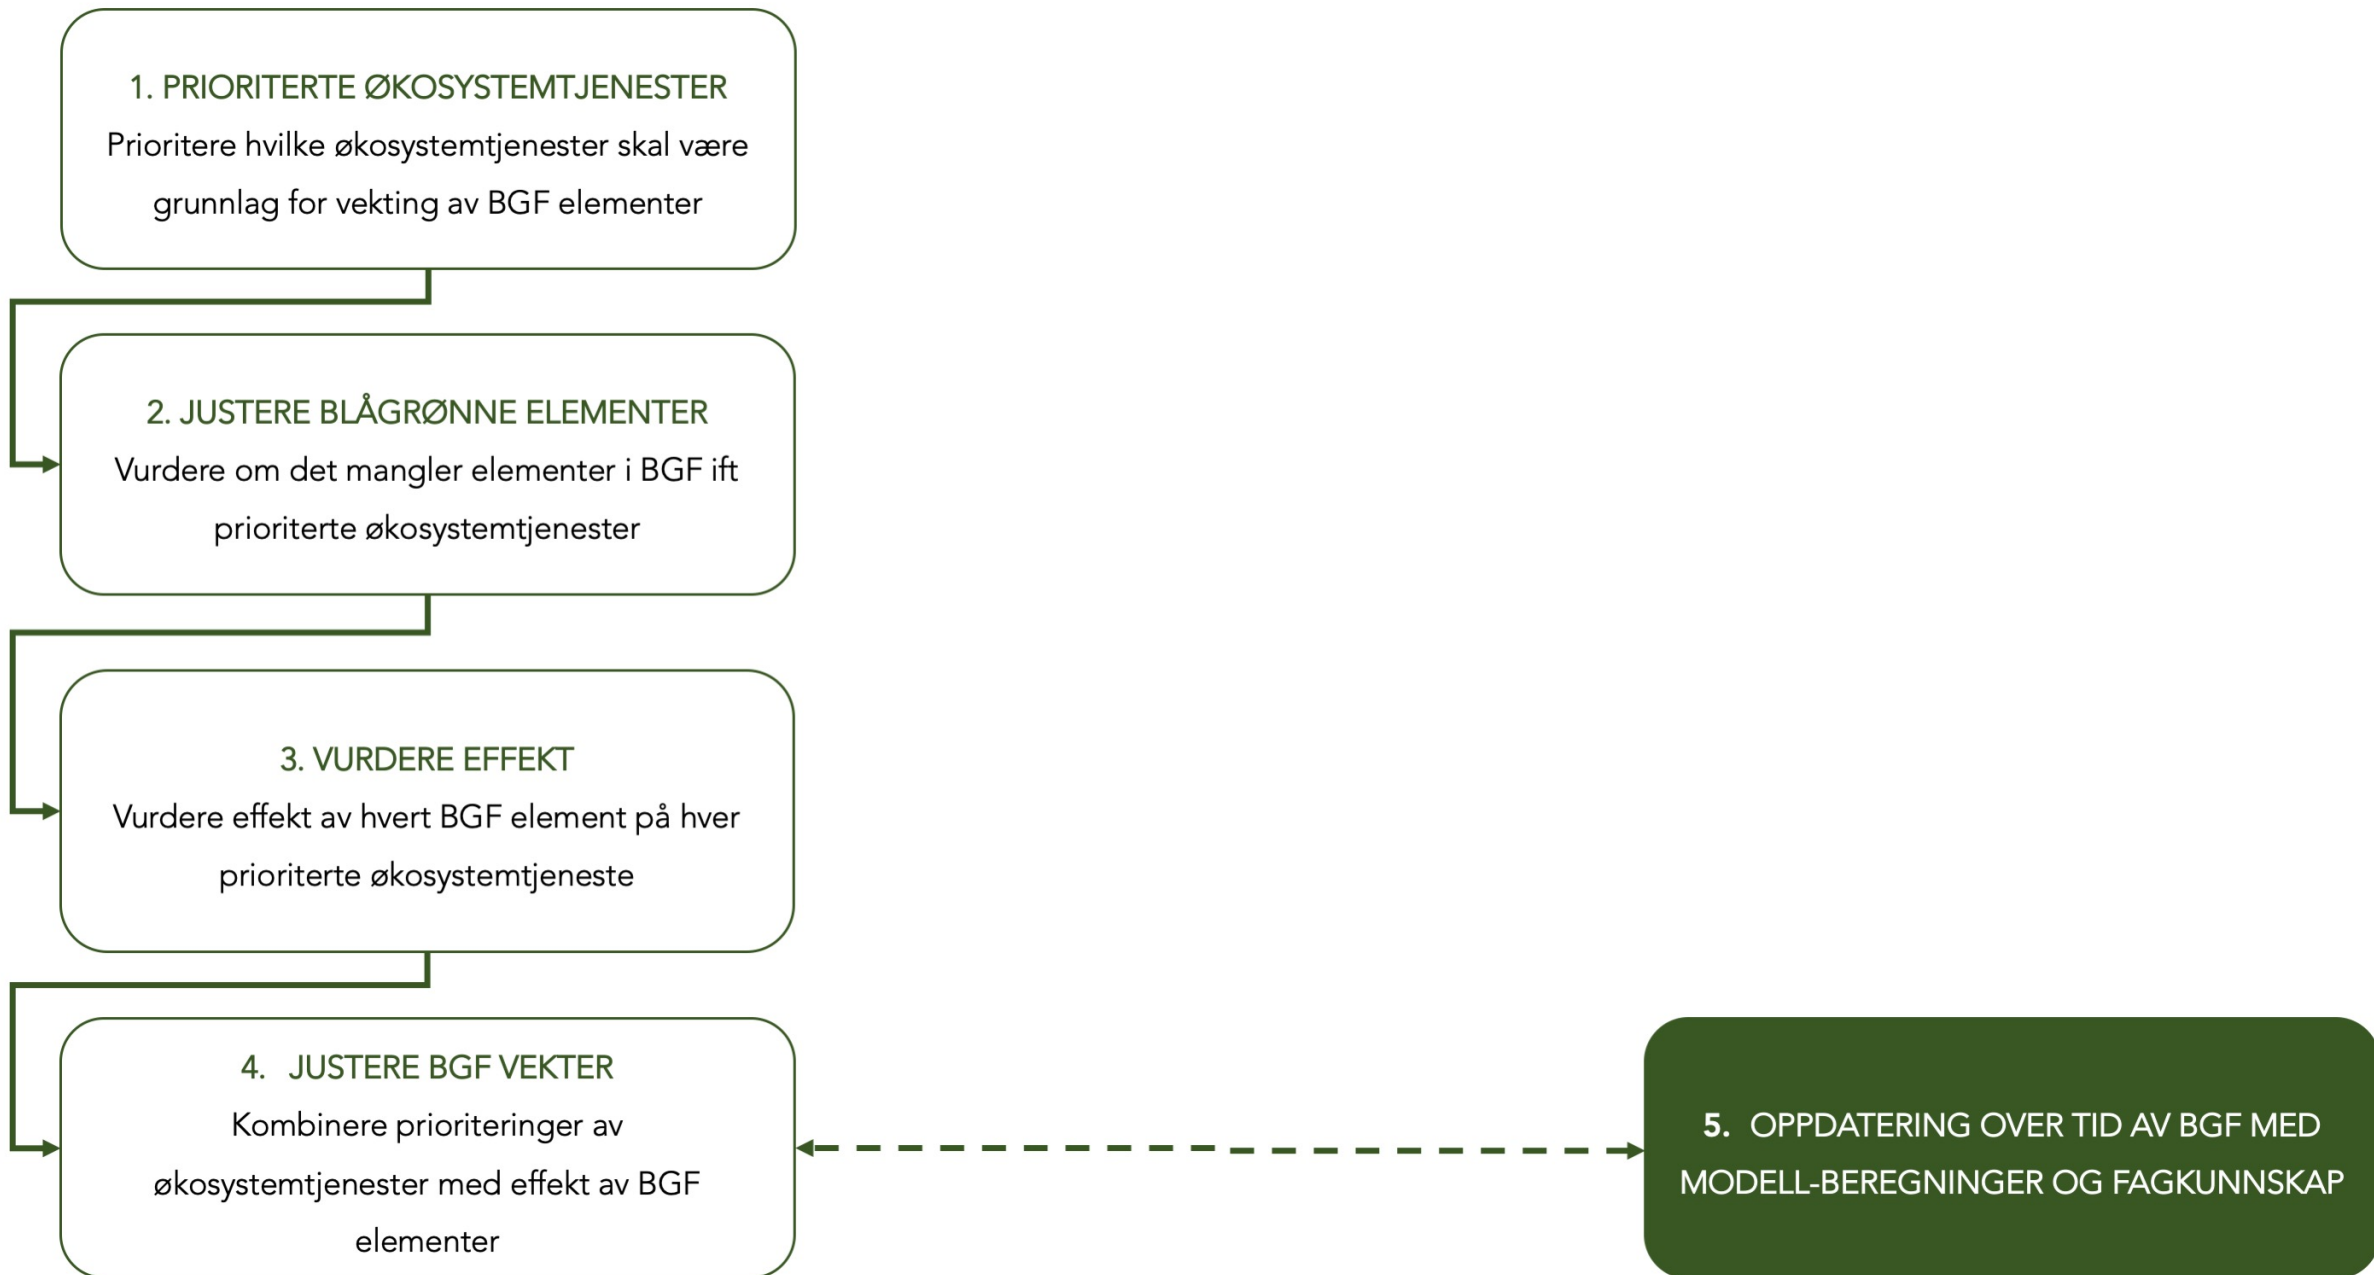 1. PRIORITERTE ØKOSYSTEMTJENESTER
Prioritere hvilke økosystemtjenester skal være
grunnlag for vekting av BGF elementer
2. JUSTERE BLÅGRØNNE ELEMENTER
Vurdere om det mangler elementer i BGF ift
prioriterte økosystemtjenester
3. VURDERE EFFEKT
Vurdere effekt av hvert BGF element på hver
prioriterte økosystemtjeneste
4. JUSTERE BGF VEKTER
Kombinere prioriteringer av
økosystemtjenester med effekt av BGF
elementer
5. OPPDATERING OVER TID AV BGF MED
MODELL-BEREGNINGER OG FAGKUNNSKAP